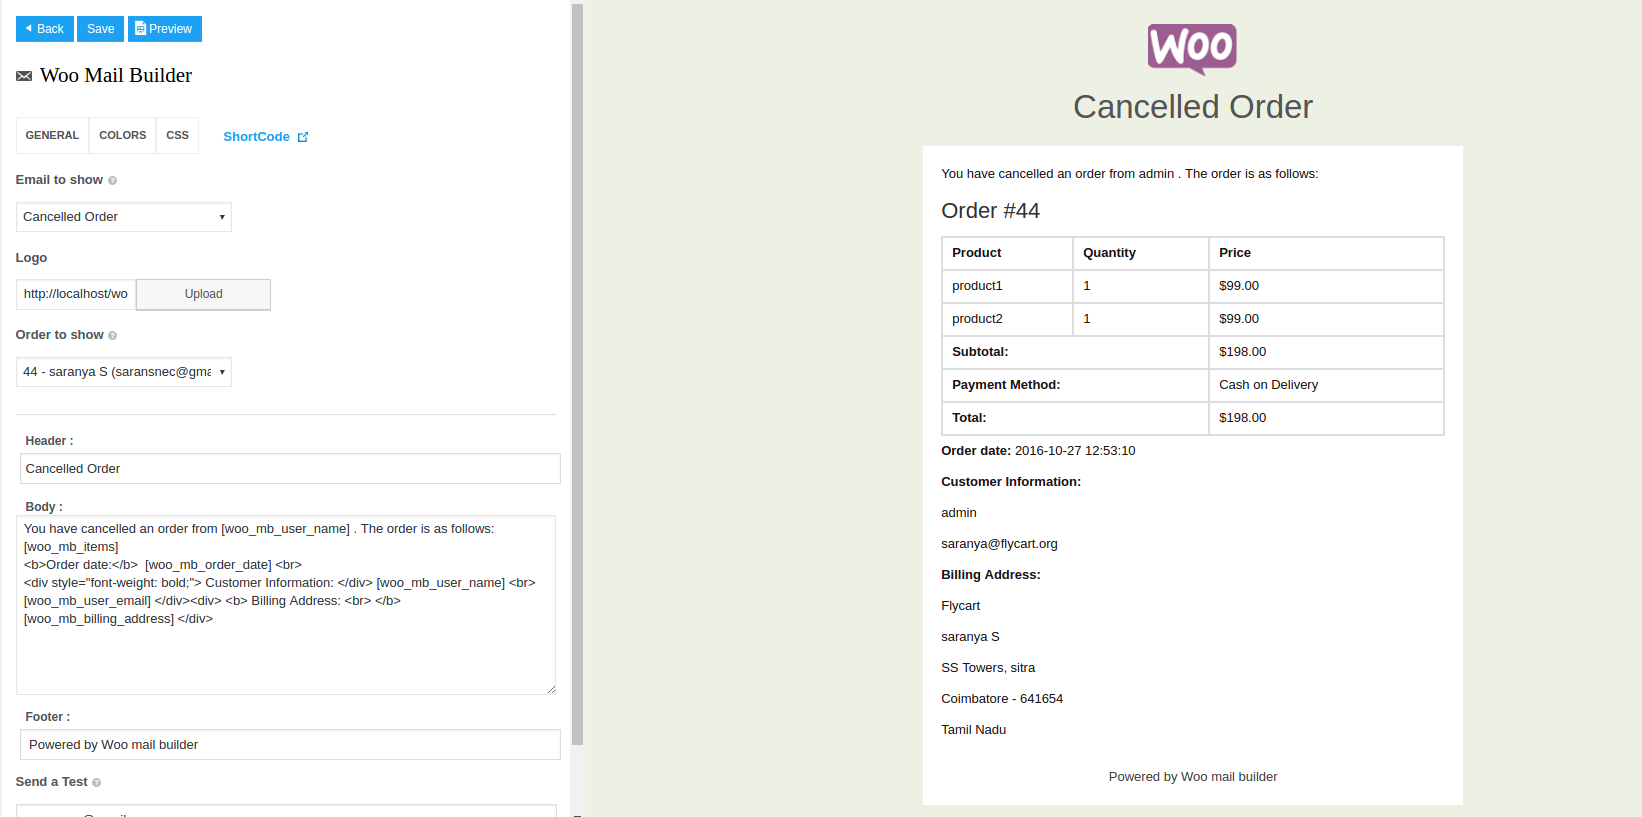 Back Save Preview
Woo Mail Builder
GENERAL COLORS CSS ShortCode
Email to show
Cancelled Order
Logo
http://localhost/wo Upload
Order to show
44 - saranya S (saransnec@gma
Header :
Cancelled Order
Body :
You have cancelled an order from [woo_mb_user_name] . The order is as follows:
[woo_mb_items]
<b>Order date:</b>  [woo_mb_order_date] <br>
<div style="font-weight: bold;"> Customer Information: </div> [woo_mb_user_name] <br>
[woo_mb_user_email] </div><div> <b> Billing Address: <br> </b>
[woo_mb_billing_address] </div>
Footer :
Powered by Woo mail builder
Send a Test
Woo
Cancelled Order
You have cancelled an order from admin . The order is as follows:
Order #44
Product Quantity Price
product1 1 $99.00
product2 1 $99.00
Subtotal: $198.00
Payment Method: Cash on Delivery
Total: $198.00
Order date: 2016-10-27 12:53:10
Customer Information:
admin
saranya@flycart.org
Billing Address:
Flycart
saranya S
SS Towers, sitra
Coimbatore - 641654
Tamil Nadu
Powered by Woo mail builder